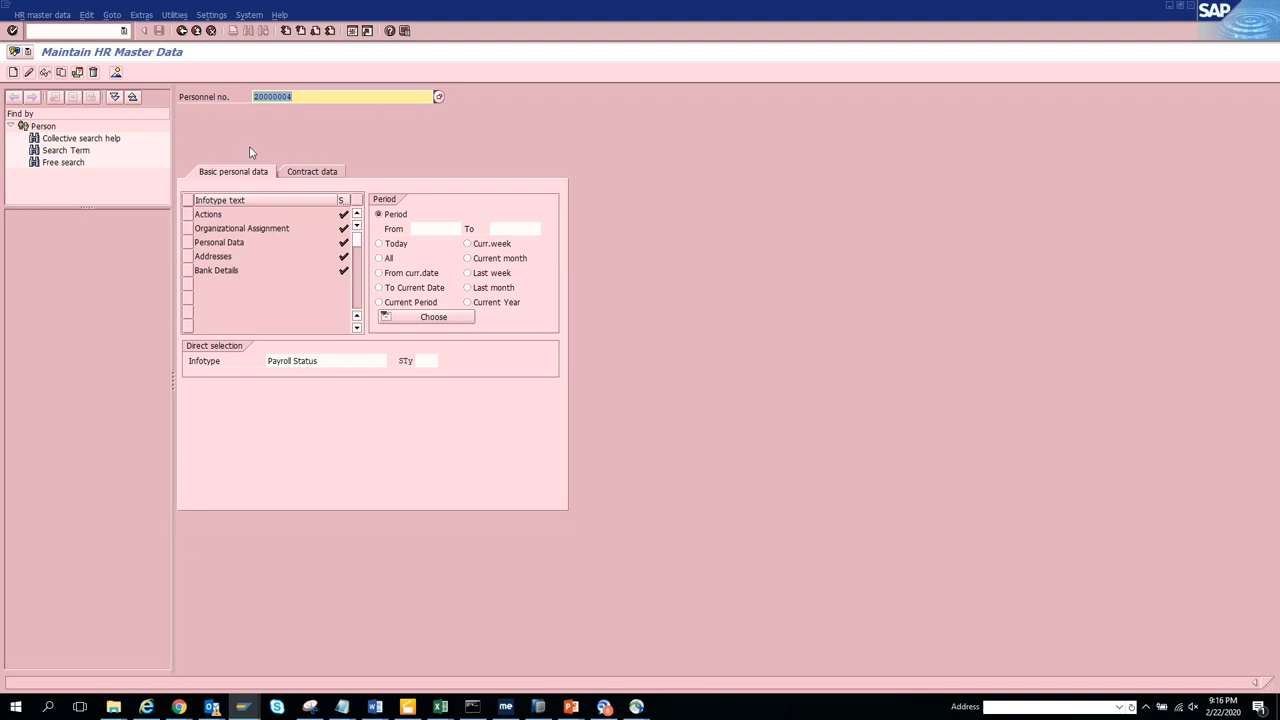 HR master data Edit Goto Extras Utilities Settings System Help
SAP
Maintain HR Master Data
Personnel no. 20000004
Find by
Person
Collective search help
Search Term
Free search
Basic personal data Contract data
Infotype text S..
Actions
Organizational Assignment
Personal Data
Addresses
Bank Details
Period
Period
From To
Today Curr.week
All Current month
From curr.date Last week
To Current Date Last month
Current Period Current Year
Choose
Direct selection
Infotype Payroll Status STy
me
Address
9:16 PM
2/22/2020